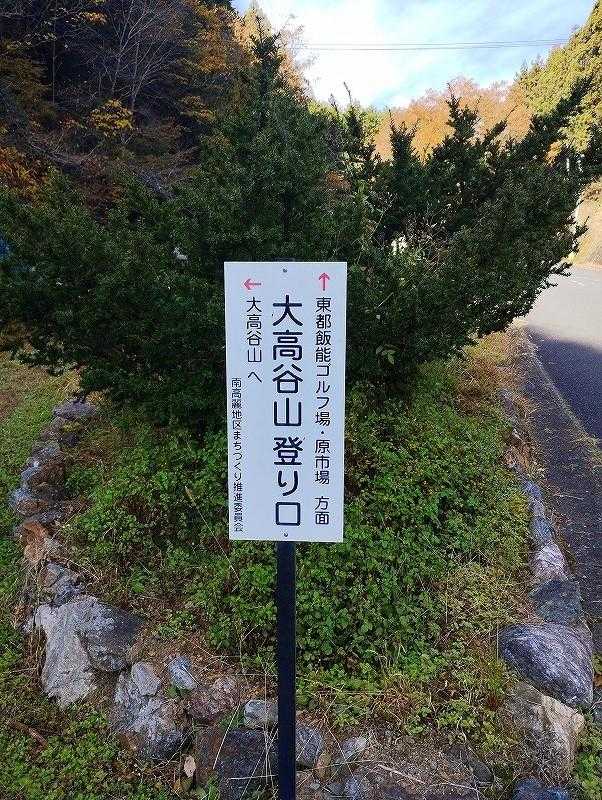 ↑東都飯能ゴルフ場・原市場 方面
大高谷山 登り口
←大高谷山へ
南高麗地区まちづくり推進委員会